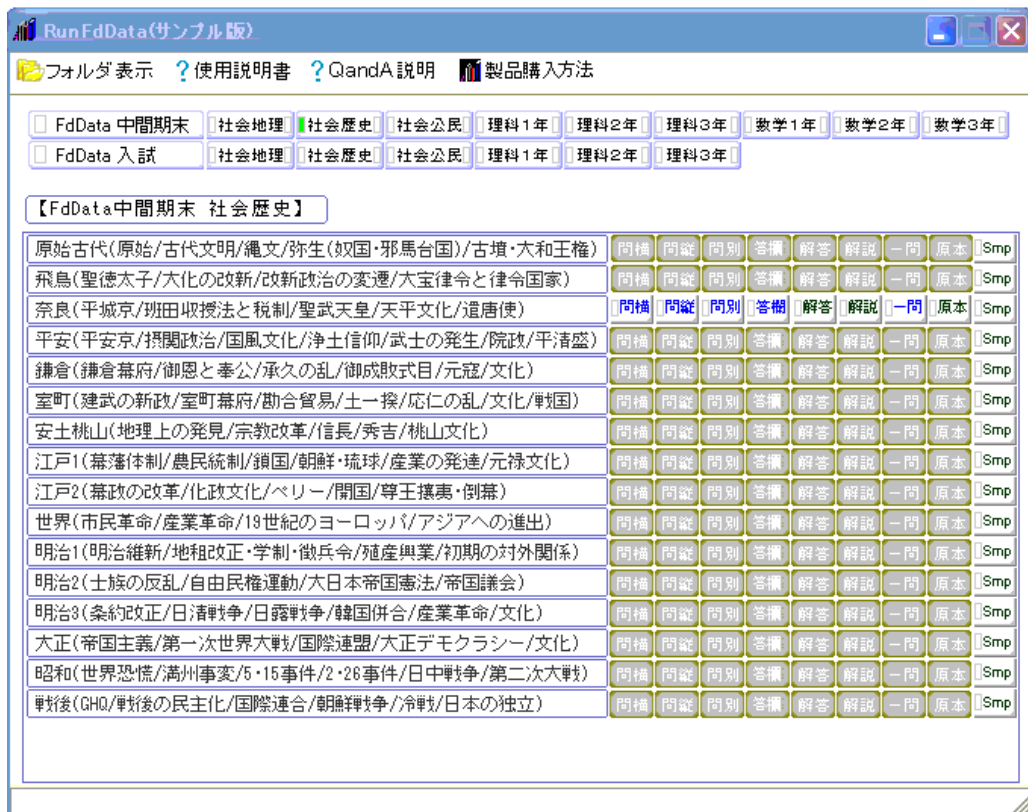 RunFdData(サンプル版)
フォルダ表示 ?使用説明書 ?QandA説明 製品購入方法
FdData 中間期末 社会地理 社会歴史 社会公民 理科1年 理科2年 理科3年 数学1年 数学2年 数学3年
FdData 入試 社会地理 社会歴史 社会公民 理科1年 理科2年 理科3年
【FdData中間期末 社会歴史】
原始古代(原始/古代文明/縄文/弥生(奴国・邪馬台国)/古墳・大和王権) 問横 問縦 問別 答欄 解答 解説 一問 原本 Smp
飛鳥(聖徳太子/大化の改新/改新政治の変遷/大宝律令と律令国家) 問横 問縦 問別 答欄 解答 解説 一問 原本 Smp
奈良(平城京/班田収授法と税制/聖武天皇/天平文化/遣唐使) 問横 問縦 問別 答欄 解答 解説 一問 原本 Smp
平安(平安京/摂関政治/国風文化/浄土信仰/武士の発生/院政/平清盛) 問横 問縦 問別 答欄 解答 解説 一問 原本 Smp
鎌倉(鎌倉幕府/御恩と奉公/承久の乱/御成敗式目/元寇/文化) 問横 問縦 問別 答欄 解答 解説 一問 原本 Smp
室町(建武の新政/室町幕府/勘合貿易/土一揆/応仁の乱/文化/戦国) 問横 問縦 問別 答欄 解答 解説 一問 原本 Smp
安土桃山(地理上の発見/宗教改革/信長/秀吉/桃山文化) 問横 問縦 問別 答欄 解答 解説 一問 原本 Smp
江戸1(幕藩体制/農民統制/鎖国/朝鮮・琉球/産業の発達/元禄文化) 問横 問縦 問別 答欄 解答 解説 一問 原本 Smp
江戸2(幕政の改革/化政文化/ペリー/開国/尊王攘夷・倒幕) 問横 問縦 問別 答欄 解答 解説 一問 原本 Smp
世界(市民革命/産業革命/19世紀のヨーロッパ/アジアへの進出) 問横 問縦 問別 答欄 解答 解説 一問 原本 Smp
明治1(明治維新/地租改正・学制・徴兵令/殖産興業/初期の対外関係) 問横 問縦 問別 答欄 解答 解説 一問 原本 Smp
明治2(士族の反乱/自由民権運動/大日本帝国憲法/帝国議会) 問横 問縦 問別 答欄 解答 解説 一問 原本 Smp
明治3(条約改正/日清戦争/日露戦争/韓国併合/産業革命/文化) 問横 問縦 問別 答欄 解答 解説 一問 原本 Smp
大正(帝国主義/第一次世界大戦/国際連盟/大正デモクラシー/文化) 問横 問縦 問別 答欄 解答 解説 一問 原本 Smp
昭和(世界恐慌/満州事変/5・15事件/2・26事件/日中戦争/第二次大戦) 問横 問縦 問別 答欄 解答 解説 一問 原本 Smp
戦後(GHQ/戦後の民主化/国際連合/朝鮮戦争/冷戦/日本の独立) 問横 問縦 問別 答欄 解答 解説 一問 原本 Smp